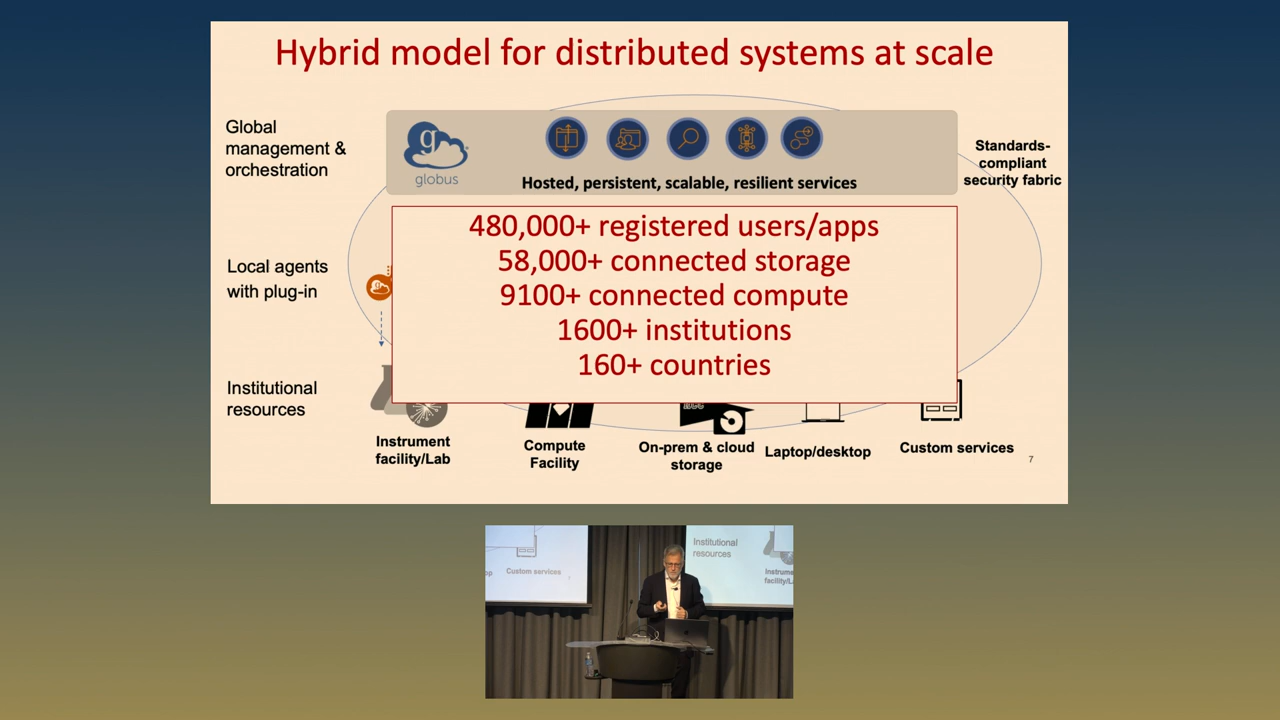 Hybrid model for distributed systems at scale
Global
management &
orchestration
g
globus
Hosted, persistent, scalable, resilient services
Standards-
compliant
security fabric
480,000+ registered users/apps
58,000+ connected storage
9100+ connected compute
1600+ institutions
160+ countries
Local agents
with plug-in
Institutional
resources
Instrument
facility/Lab
Compute
Facility
On-prem & cloud
storage
Laptop/desktop
Custom services
7
Custom services
Institutional
resources